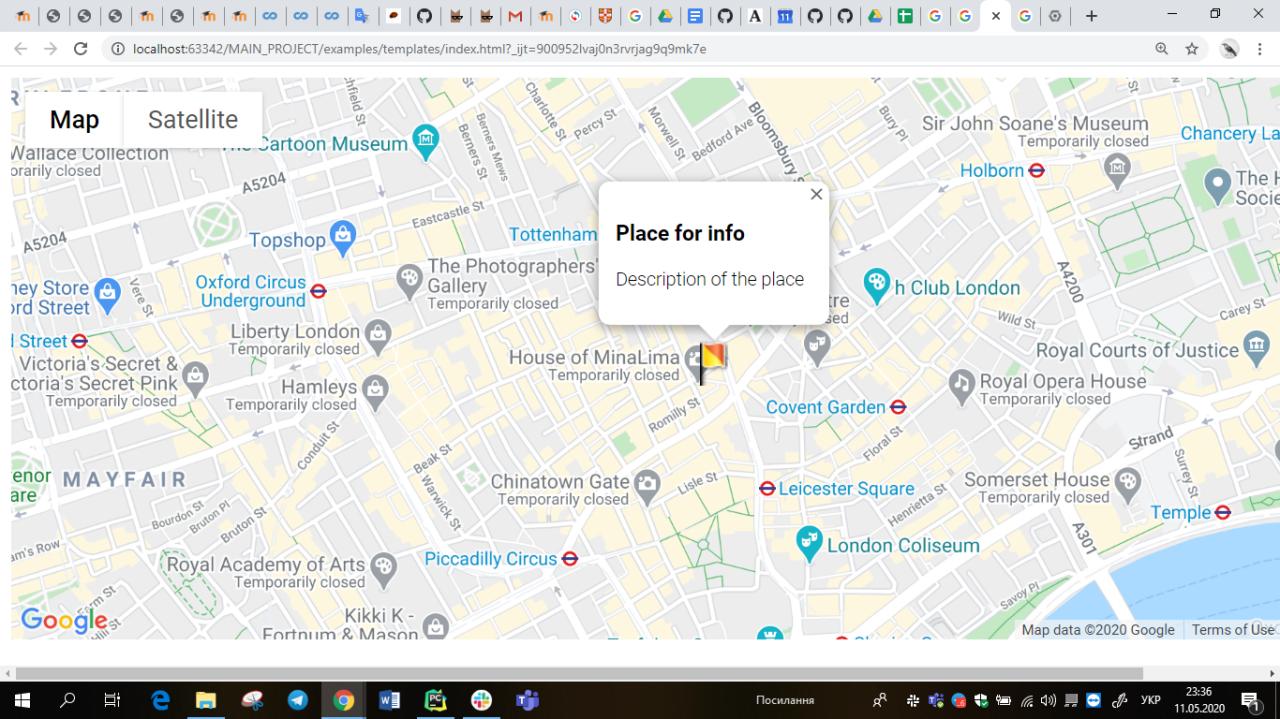 localhost:63342/MAIN_PROJECT/examples/templates/index.html?_ijt=900952lvaj0n3rvrjag9q9mk7e
Map
Satellite
Wallace Collection
porarily closed
The Cartoon Museum
Charlotte St
Percy St
Morwell St
Bedford Ave
Bloomsbury
Bury Pl
Sir John Soane's Museum
Temporarily closed
Chancery La
Holborn
The H
Socie
Berners St
Berners Mews
A5204
A5204
Eastcastle St
Topshop
Tottenham
Place for info
Description of the place
Oxford Circus
Underground
The Photographers'
Gallery
Temporarily closed
ney Store
ord Street
Vere St
h Club London
tre
sed
A4200
Wild St
Carey St
d Street
Liberty London
Temporarily closed
Victoria's Secret &
ctoria's Secret Pink
Temporarily closed
House of MinaLima
Temporarily closed
Royal Courts of Justice
Hamleys
Temporarily closed
Royal Opera House
Temporarily closed
Covent Garden
Romilly St
Floral St
Strand
Conduit St
Beak St
Warwick St
MAYFAIR
enor
are
Chinatown Gate
Temporarily closed
Lisle St
Leicester Square
Henrietta St
Somerset House
Temporarily closed
Surrey St
Temple
Bourdon St
Bruton Pl
Bruton St
A301
London Coliseum
Piccadilly Circus
Royal Academy of Arts
Temporarily closed
am's Row
Farm St
Hill St
Savoy Pl
Kikki K -
Fortnum & Mason
Google
Map data ©2020 Google
Terms of Use
Посилання
УКР
23:36
11.05.2020
1